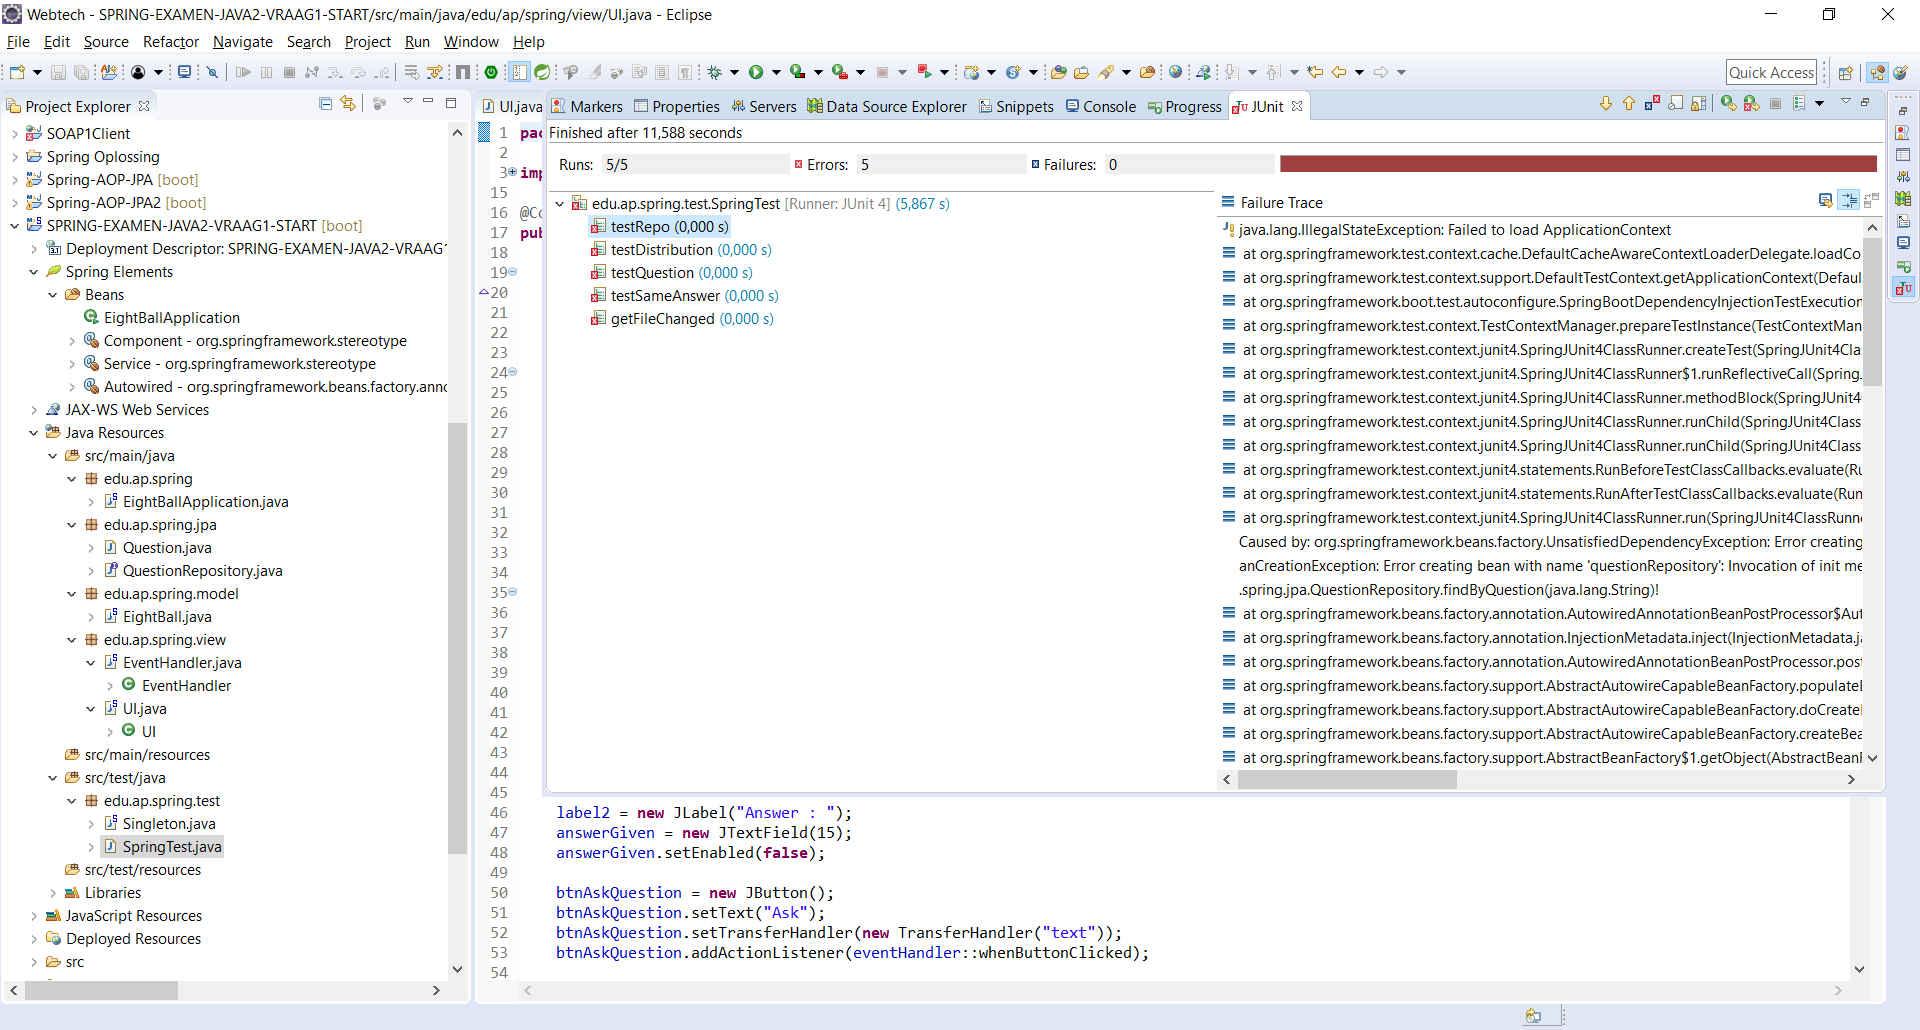 Webtech - SPRING-EXAMEN-JAVA2-VRAAG1-START/src/main/java/edu/ap/spring/view/UI.java - Eclipse
File Edit Source Refactor Navigate Search Project Run Window Help
Quick Access
Project Explorer
SOAP1Client
Spring Oplossing
Spring-AOP-JPA [boot]
Spring-AOP-JPA2 [boot]
SPRING-EXAMEN-JAVA2-VRAAG1-START [boot]
Deployment Descriptor: SPRING-EXAMEN-JAVA2-VRAAG1
Spring Elements
Beans
EightBallApplication
Component - org.springframework.stereotype
Service - org.springframework.stereotype
Autowired - org.springframework.beans.factory.anno
JAX-WS Web Services
Java Resources
src/main/java
edu.ap.spring
EightBallApplication.java
edu.ap.spring.jpa
Question.java
QuestionRepository.java
edu.ap.spring.model
EightBall.java
edu.ap.spring.view
EventHandler.java
EventHandler
UI.java
UI
src/main/resources
src/test/java
edu.ap.spring.test
Singleton.java
SpringTest.java
src/test/resources
Libraries
JavaScript Resources
Deployed Resources
src
UI.java
1 pac
2
3 imp
15
16 @Co
17 pub
18
19
20
21
22
23
24
25
26
27
28
29
30
31
32
33
34
35
36
37
38
39
40
41
42
43
44
45
46 label2 = new JLabel("Answer : ");
47 answerGiven = new JTextField(15);
48 answerGiven.setEnabled(false);
49
50 btnAskQuestion = new JButton();
51 btnAskQuestion.setText("Ask");
52 btnAskQuestion.setTransferHandler(new TransferHandler("text"));
53 btnAskQuestion.addActionListener(eventHandler::whenButtonClicked);
54
Markers Properties Servers Data Source Explorer Snippets Console Progress JUnit
Finished after 11,588 seconds
Runs: 5/5 Errors: 5 Failures: 0
edu.ap.spring.test.SpringTest [Runner: JUnit 4] (5,867 s)
testRepo (0,000 s)
testDistribution (0,000 s)
testQuestion (0,000 s)
testSameAnswer (0,000 s)
getFileChanged (0,000 s)
Failure Trace
java.lang.IllegalStateException: Failed to load ApplicationContext
at org.springframework.test.context.cache.DefaultCacheAwareContextLoaderDelegate.loadCo
at org.springframework.test.context.support.DefaultTestContext.getApplicationContext(Defaul
at org.springframework.boot.test.autoconfigure.SpringBootDependencyInjectionTestExecution
at org.springframework.test.context.TestContextManager.prepareTestInstance(TestContextMan
at org.springframework.test.context.junit4.SpringJUnit4ClassRunner.createTest(SpringJUnit4Cla
at org.springframework.test.context.junit4.SpringJUnit4ClassRunner$1.runReflectiveCall(Spring
at org.springframework.test.context.junit4.SpringJUnit4ClassRunner.methodBlock(SpringJUnit4
at org.springframework.test.context.junit4.SpringJUnit4ClassRunner.runChild(SpringJUnit4Class
at org.springframework.test.context.junit4.SpringJUnit4ClassRunner.runChild(SpringJUnit4Class
at org.springframework.test.context.junit4.statements.RunBeforeTestClassCallbacks.evaluate(Ru
at org.springframework.test.context.junit4.statements.RunAfterTestClassCallbacks.evaluate(Run
at org.springframework.test.context.junit4.SpringJUnit4ClassRunner.run(SpringJUnit4ClassRunne
Caused by: org.springframework.beans.factory.UnsatisfiedDependencyException: Error creating
anCreationException: Error creating bean with name 'questionRepository': Invocation of init me
.spring.jpa.QuestionRepository.findByQuestion(java.lang.String)!
at org.springframework.beans.factory.annotation.AutowiredAnnotationBeanPostProcessor$Aut
at org.springframework.beans.factory.annotation.InjectionMetadata.inject(InjectionMetadata.ja
at org.springframework.beans.factory.annotation.AutowiredAnnotationBeanPostProcessor.post
at org.springframework.beans.factory.support.AbstractAutowireCapableBeanFactory.populateB
at org.springframework.beans.factory.support.AbstractAutowireCapableBeanFactory.doCreateB
at org.springframework.beans.factory.support.AbstractAutowireCapableBeanFactory.createBea
at org.springframework.beans.factory.support.AbstractBeanFactory$1.getObject(AbstractBeanF